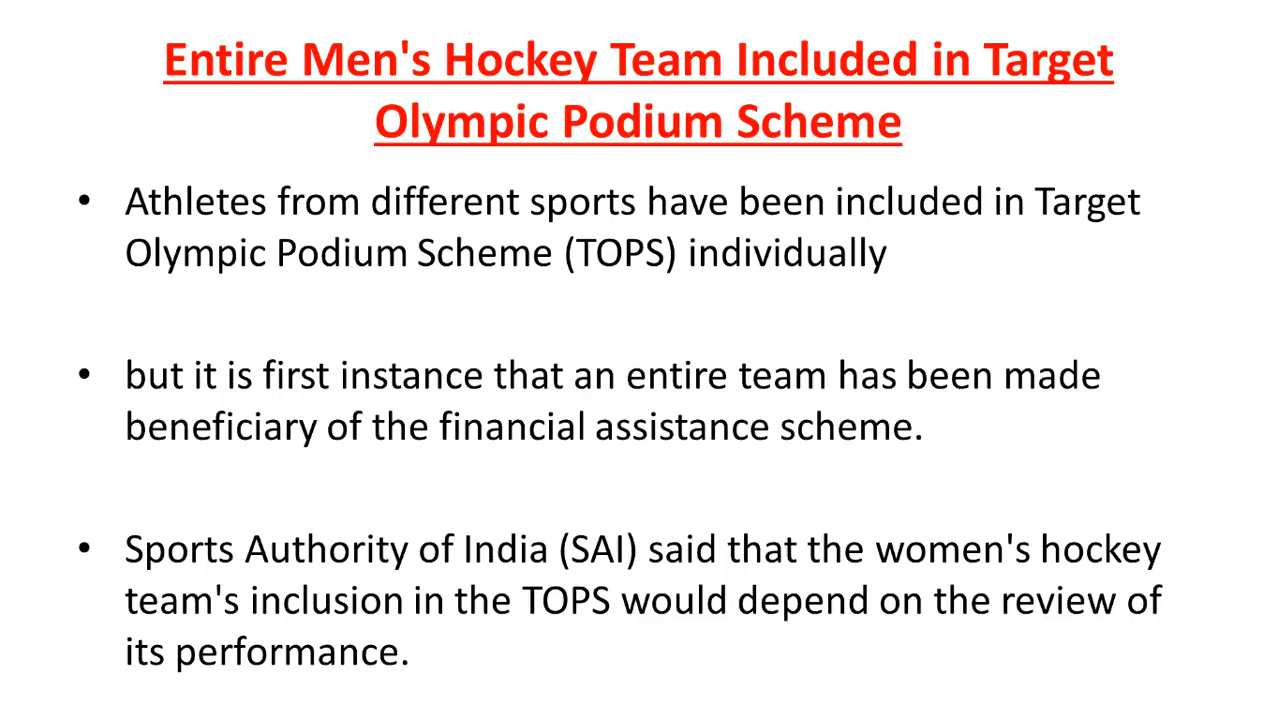 Entire Men's Hockey Team Included in Target
Olympic Podium Scheme
• Athletes from different sports have been included in Target
Olympic Podium Scheme (TOPS) individually
• but it is first instance that an entire team has been made
beneficiary of the financial assistance scheme.
• Sports Authority of India (SAI) said that the women's hockey
team's inclusion in the TOPS would depend on the review of
its performance.